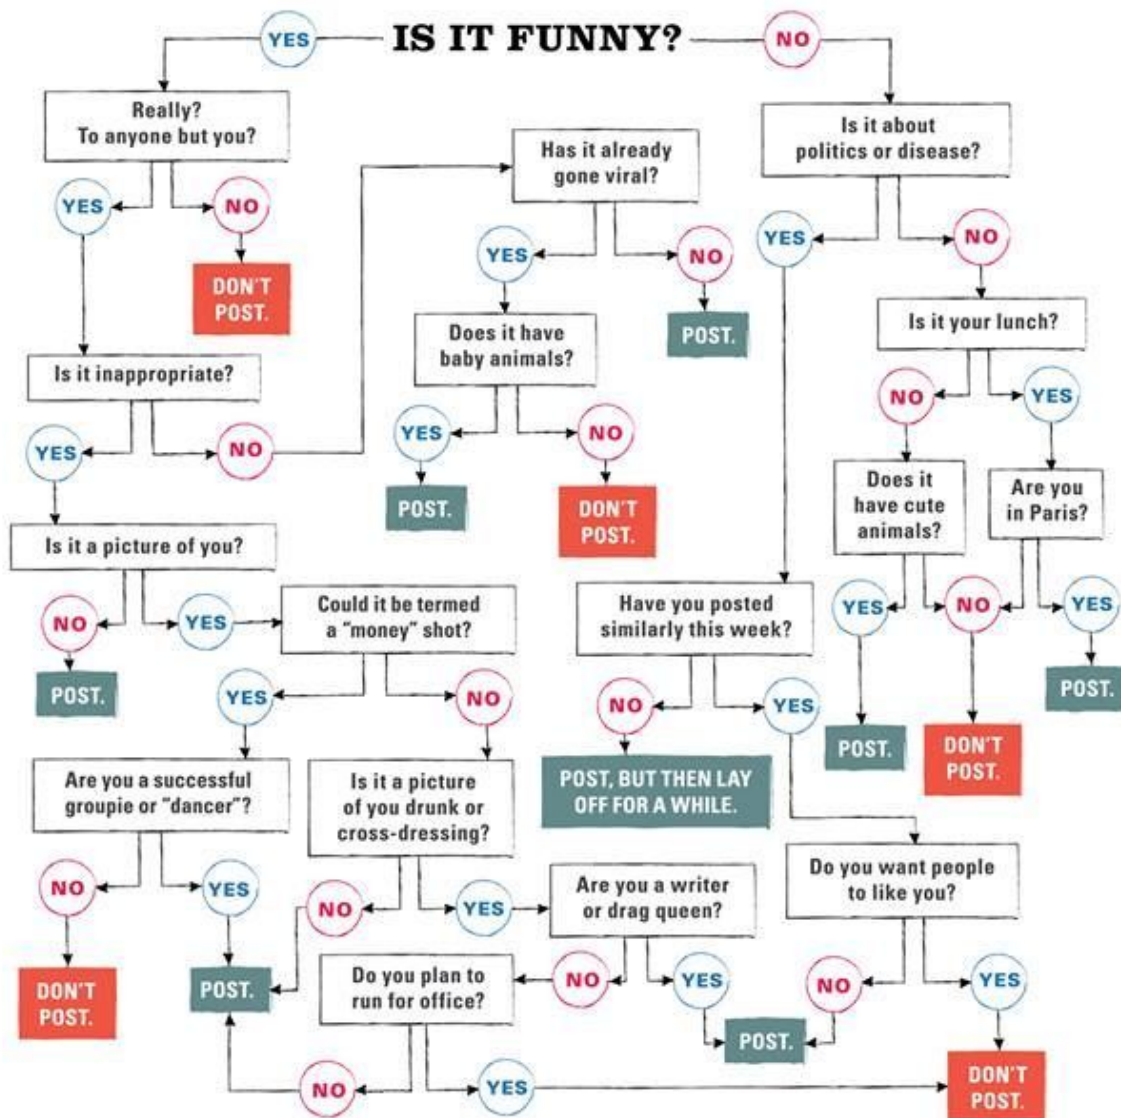 YES
IS IT FUNNY?
NO
Really?
To anyone but you?
YES
NO
DON'T
POST.
Is it inappropriate?
YES
NO
Is it a picture of you?
NO
YES
POST.
Could it be termed
a "money" shot?
YES
NO
Are you a successful
groupie or "dancer"?
NO
YES
DON'T
POST.
POST.
Is it a picture
of you drunk or
cross-dressing?
NO
YES
Are you a writer
or drag queen?
NO
YES
Do you plan to
run for office?
NO
YES
Has it already
gone viral?
YES
NO
POST.
Does it have
baby animals?
YES
NO
POST.
DON'T
POST.
Is it about
politics or disease?
YES
NO
Is it your lunch?
NO
YES
Does it
have cute
animals?
Are you
in Paris?
YES
NO
YES
POST.
DON'T
POST.
POST.
Have you posted
similarly this week?
NO
YES
POST, BUT THEN LAY
OFF FOR A WHILE.
Do you want people
to like you?
NO
YES
POST.
DON'T
POST.